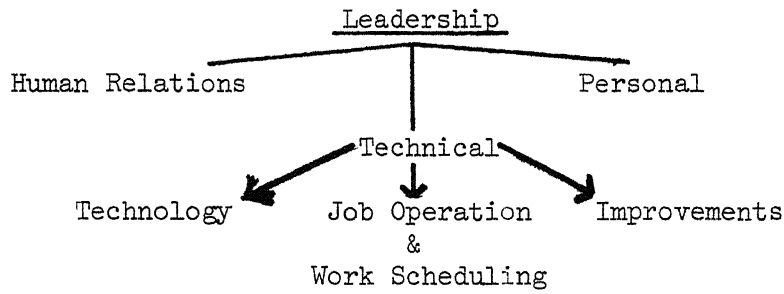 Leadership
Human Relations
Personal
Technical
Technology
Job Operation
Improvements
&
Work Scheduling